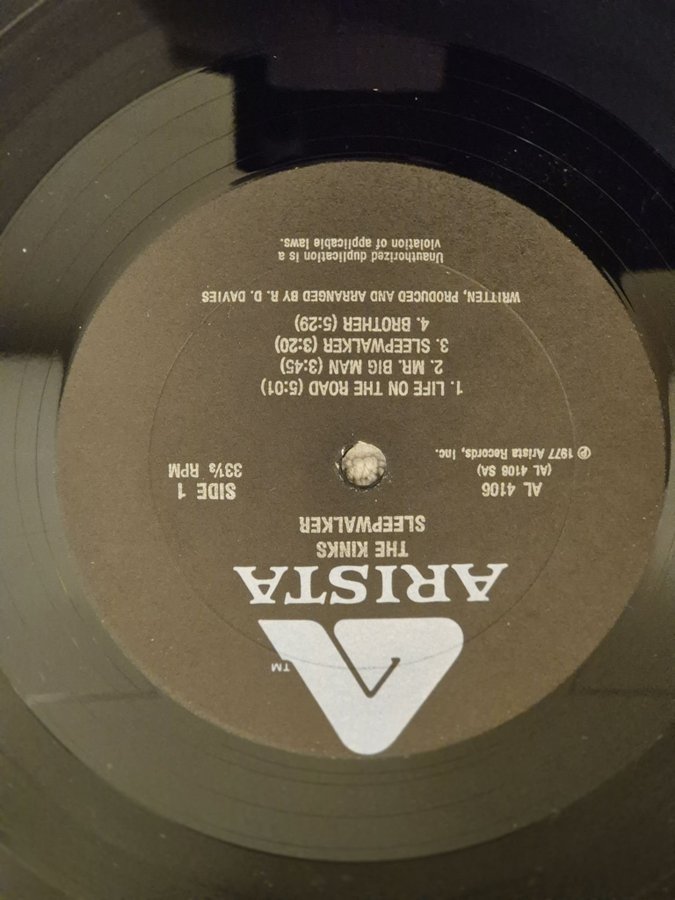 TM
ARISTA
THE KINKS
SLEEPWALKER
AL 4106
(AL 4106 SA)
℗ 1977 Arista Records, Inc.
SIDE 1
33⅓ RPM
1. LIFE ON THE ROAD (5:01)
2. MR. BIG MAN (3:45)
3. SLEEPWALKER (3:20)
4. BROTHER (5:29)
WRITTEN, PRODUCED AND ARRANGED BY R. D. DAVIES
Unauthorized duplication is a
violation of applicable laws.